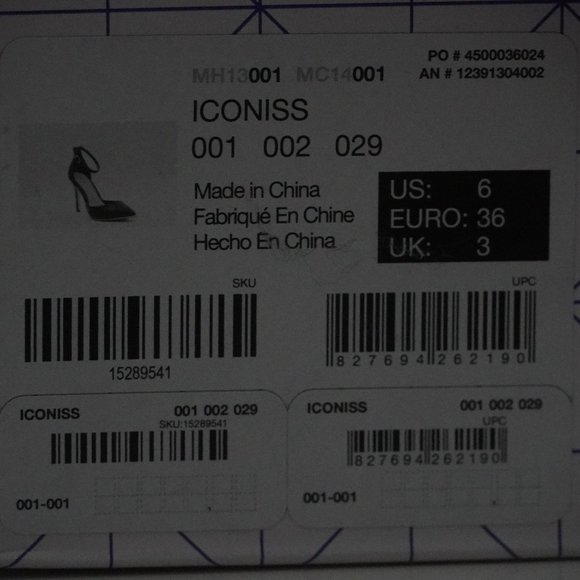 PO # 4500036024
MH13001 MC14001 AN # 12391304002
ICONISS
001 002 029
Made in China
Fabriqué En Chine
Hecho En China
US: 6
EURO: 36
UK: 3
SKU
15289541
UPC
827694 262190
ICONISS 001 002 029
SKU:15289541
001-001
ICONISS 001 002 029
UPC
827694 262190
001-001